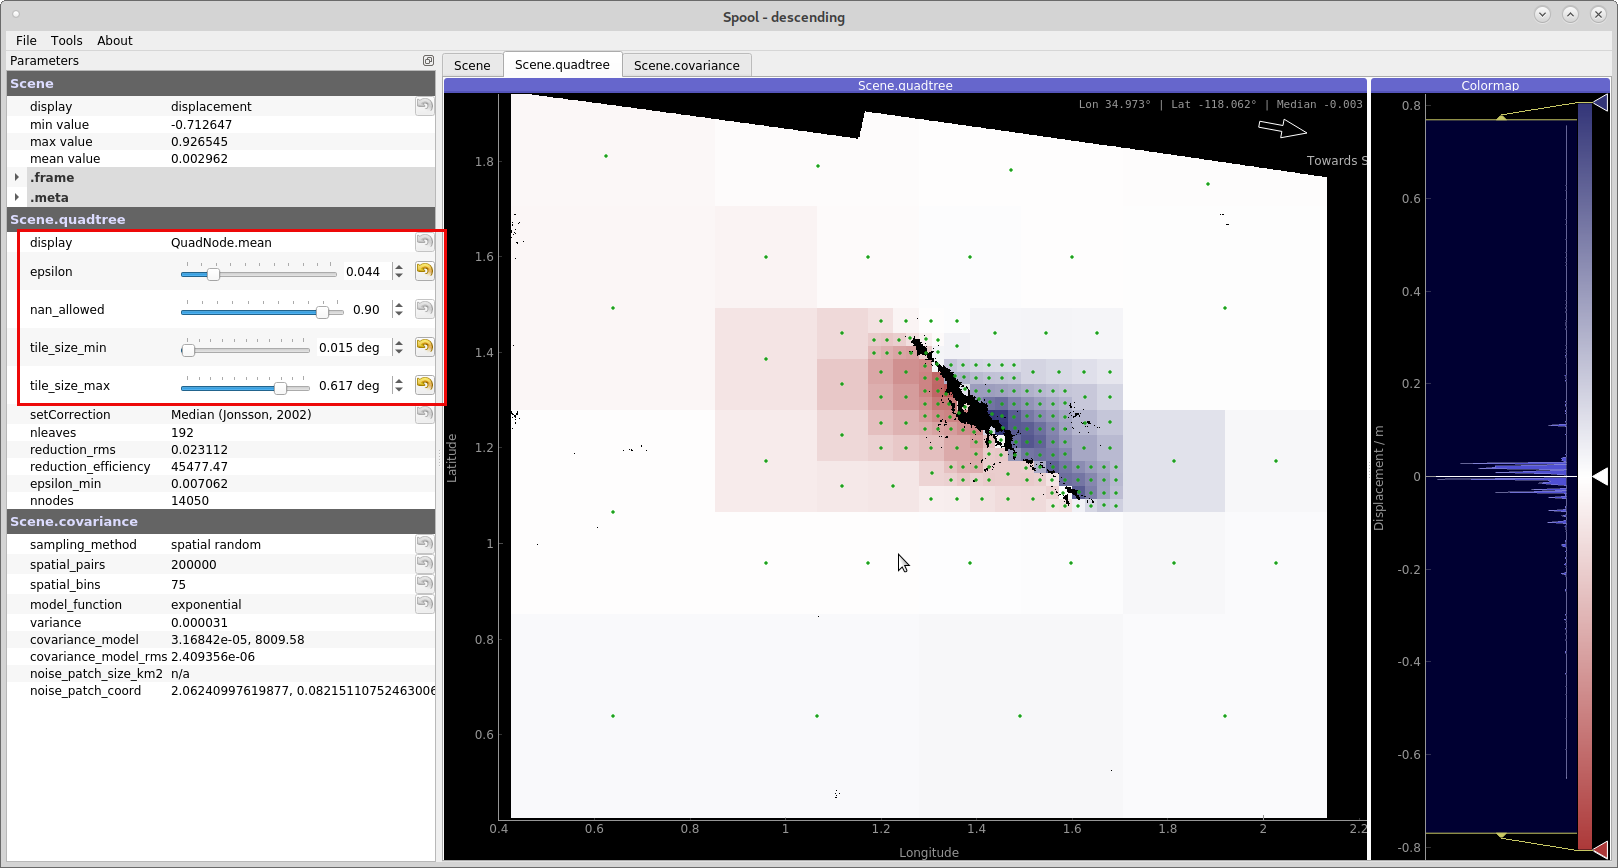 Spool - descending
File Tools About
Parameters
Scene
display displacement
min value -0.712647
max value 0.926545
mean value 0.002962
.frame
.meta
Scene.quadtree
display QuadNode.mean
epsilon 0.044
nan_allowed 0.90
tile_size_min 0.015 deg
tile_size_max 0.617 deg
setCorrection Median (Jonsson, 2002)
nleaves 192
reduction_rms 0.023112
reduction_efficiency 45477.47
epsilon_min 0.007062
nnodes 14050
Scene.covariance
sampling_method spatial random
spatial_pairs 200000
spatial_bins 75
model_function exponential
variance 0.000031
covariance_model 3.16842e-05, 8009.58
covariance_model_rms 2.409356e-06
noise_patch_size_km2 n/a
noise_patch_coord 2.06240997619877, 0.08215110752463006
Scene Scene.quadtree Scene.covariance
Scene.quadtree
Lon 34.973° | Lat -118.062° | Median -0.003
Towards S
1.8
1.6
1.4
1.2
1
0.8
0.6
Latitude
0.4 0.6 0.8 1 1.2 1.4 1.6 1.8 2 2.2
Longitude
Colormap
0.8
0.6
0.4
0.2
0
-0.2
-0.4
-0.6
-0.8
Displacement / m